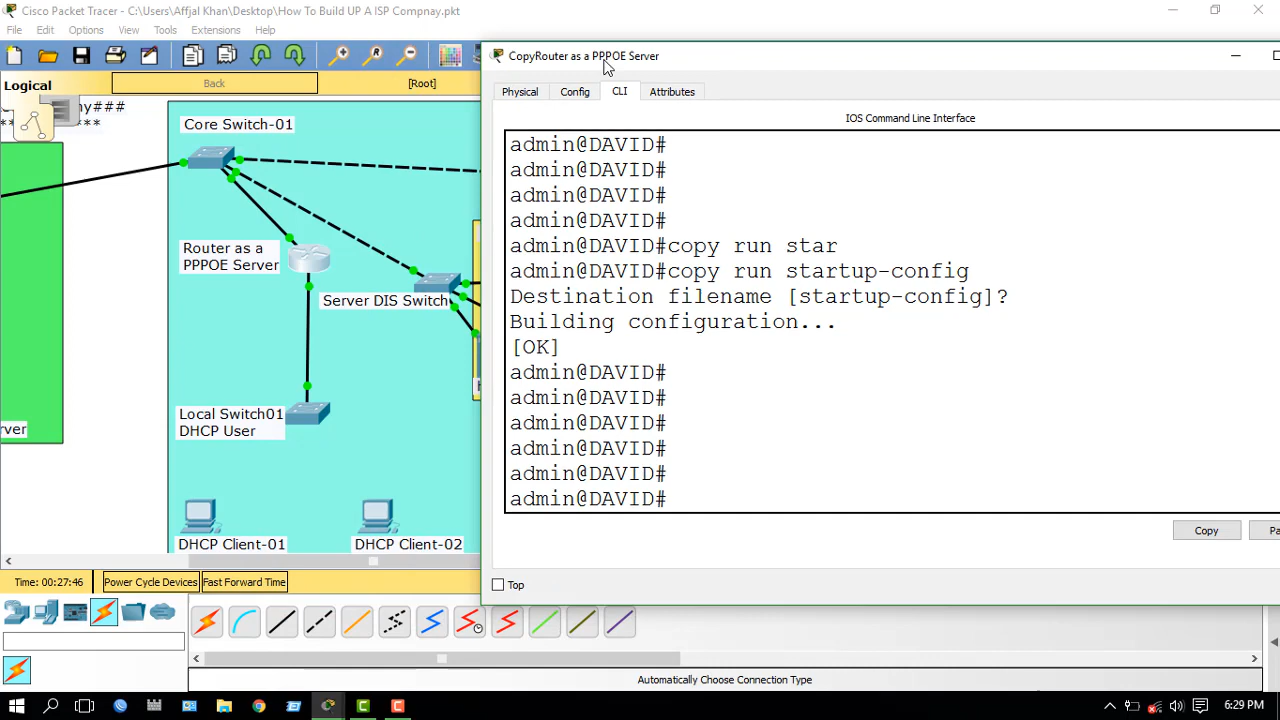 Cisco Packet Tracer - C:\Users\Affjal Khan\Desktop\How To Build UP A ISP Compnay.pkt
File Edit Options View Tools Extensions Help
Logical
Back
[Root]
ny###
Core Switch-01
Router as a
PPPOE Server
Server DIS Switch
Local Switch01
DHCP User
rver
DHCP Client-01
DHCP Client-02
CopyRouter as a PPPOE Server
Physical Config CLI Attributes
IOS Command Line Interface
admin@DAVID#
admin@DAVID#
admin@DAVID#
admin@DAVID#
admin@DAVID#copy run star
admin@DAVID#copy run startup-config
Destination filename [startup-config]?
Building configuration...
[OK]
admin@DAVID#
admin@DAVID#
admin@DAVID#
admin@DAVID#
admin@DAVID#
admin@DAVID#
Copy
Pa
Top
Time: 00:27:46 Power Cycle Devices Fast Forward Time
Automatically Choose Connection Type
6:29 PM